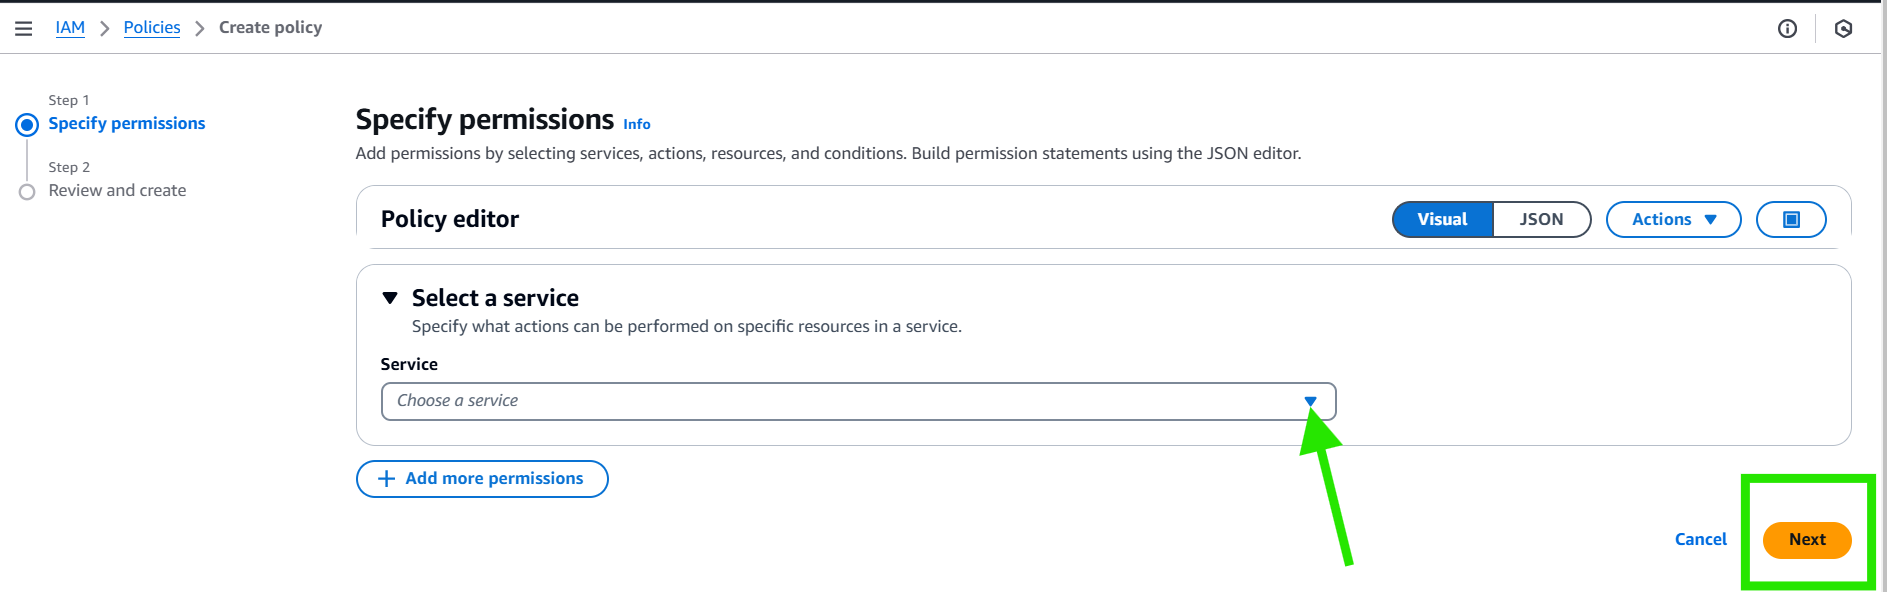 IAM > Policies > Create policy
Step 1
Specify permissions
Step 2
Review and create
Specify permissions Info
Add permissions by selecting services, actions, resources, and conditions. Build permission statements using the JSON editor.
Policy editor
Visual JSON Actions
Select a service
Specify what actions can be performed on specific resources in a service.
Service
Choose a service
+ Add more permissions
Cancel Next